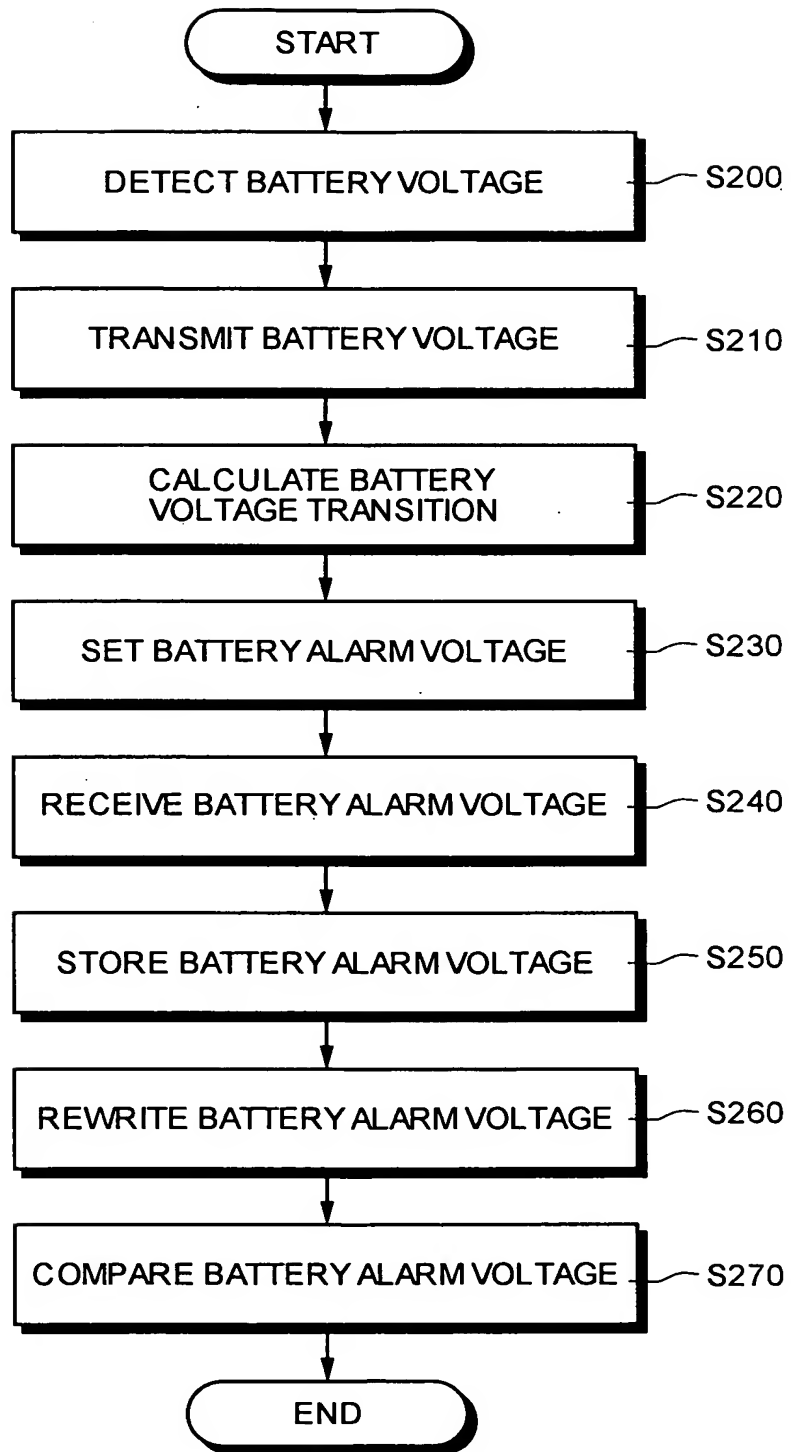 START
DETECT BATTERY VOLTAGE
S200
TRANSMIT BATTERY VOLTAGE
S210
CALCULATE BATTERY
VOLTAGE TRANSITION
S220
SET BATTERY ALARM VOLTAGE
S230
RECEIVE BATTERY ALARM VOLTAGE
S240
STORE BATTERY ALARM VOLTAGE
S250
REWRITE BATTERY ALARM VOLTAGE
S260
COMPARE BATTERY ALARM VOLTAGE
S270
END